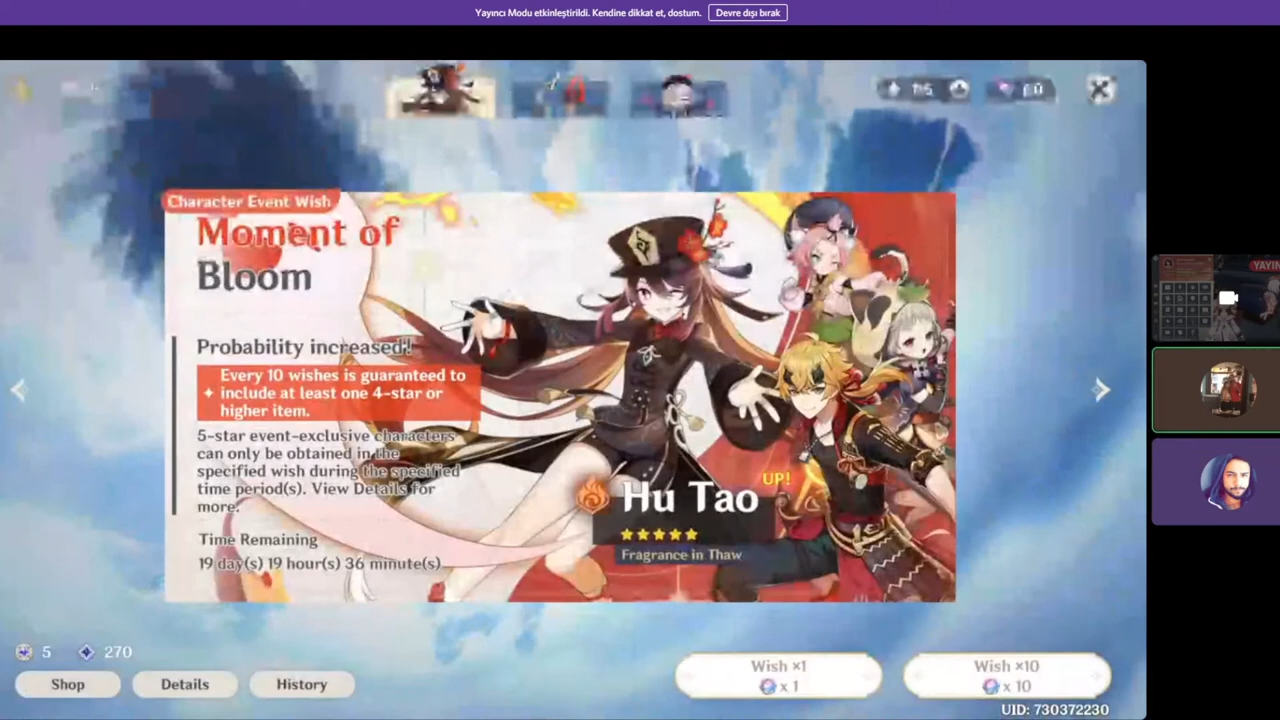 Yayıncı Modu etkinleştirildi. Kendine dikkat et, dostum.
Devre dışı bırak
Character Event Wish
Moment of
Bloom
Probability increased!
Every 10 wishes is guaranteed to
include at least one 4-star or
higher item.
5-star event-exclusive characters
can only be obtained in the
specified wish during the specified
time period(s). View Details for
more.
Time Remaining
19 day(s) 19 hour(s) 36 minute(s)
UP!
Hu Tao
Fragrance in Thaw
5
270
Shop
Details
History
Wish ×1
x 1
Wish ×10
x 10
UID: 730372230
YAYIN